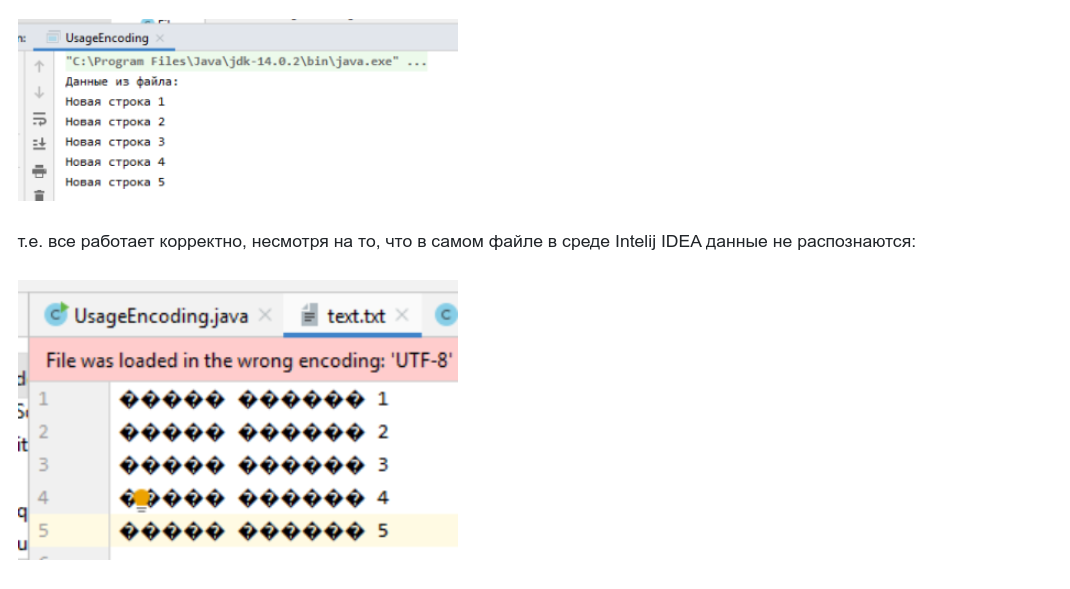 UsageEncoding
"C:\Program Files\Java\jdk-14.0.2\bin\java.exe" ...
Данные из файла:
Новая строка 1
Новая строка 2
Новая строка 3
Новая строка 4
Новая строка 5
т.е. все работает корректно, несмотря на то, что в самом файле в среде Intelij IDEA данные не распознаются:
UsageEncoding.java text.txt C
File was loaded in the wrong encoding: 'UTF-8'
1 ����� ������ 1
2 ����� ������ 2
3 ����� ������ 3
4 ����� ������ 4
5 ����� ������ 5